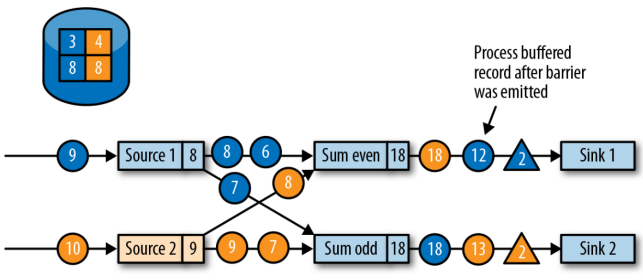 3 4
8 8
Process buffered
record after barrier
was emitted
9 Source 1 8 8 6 Sum even 18 18 12 2 Sink 1
7 8
10 Source 2 9 9 7 Sum odd 18 18 13 2 Sink 2